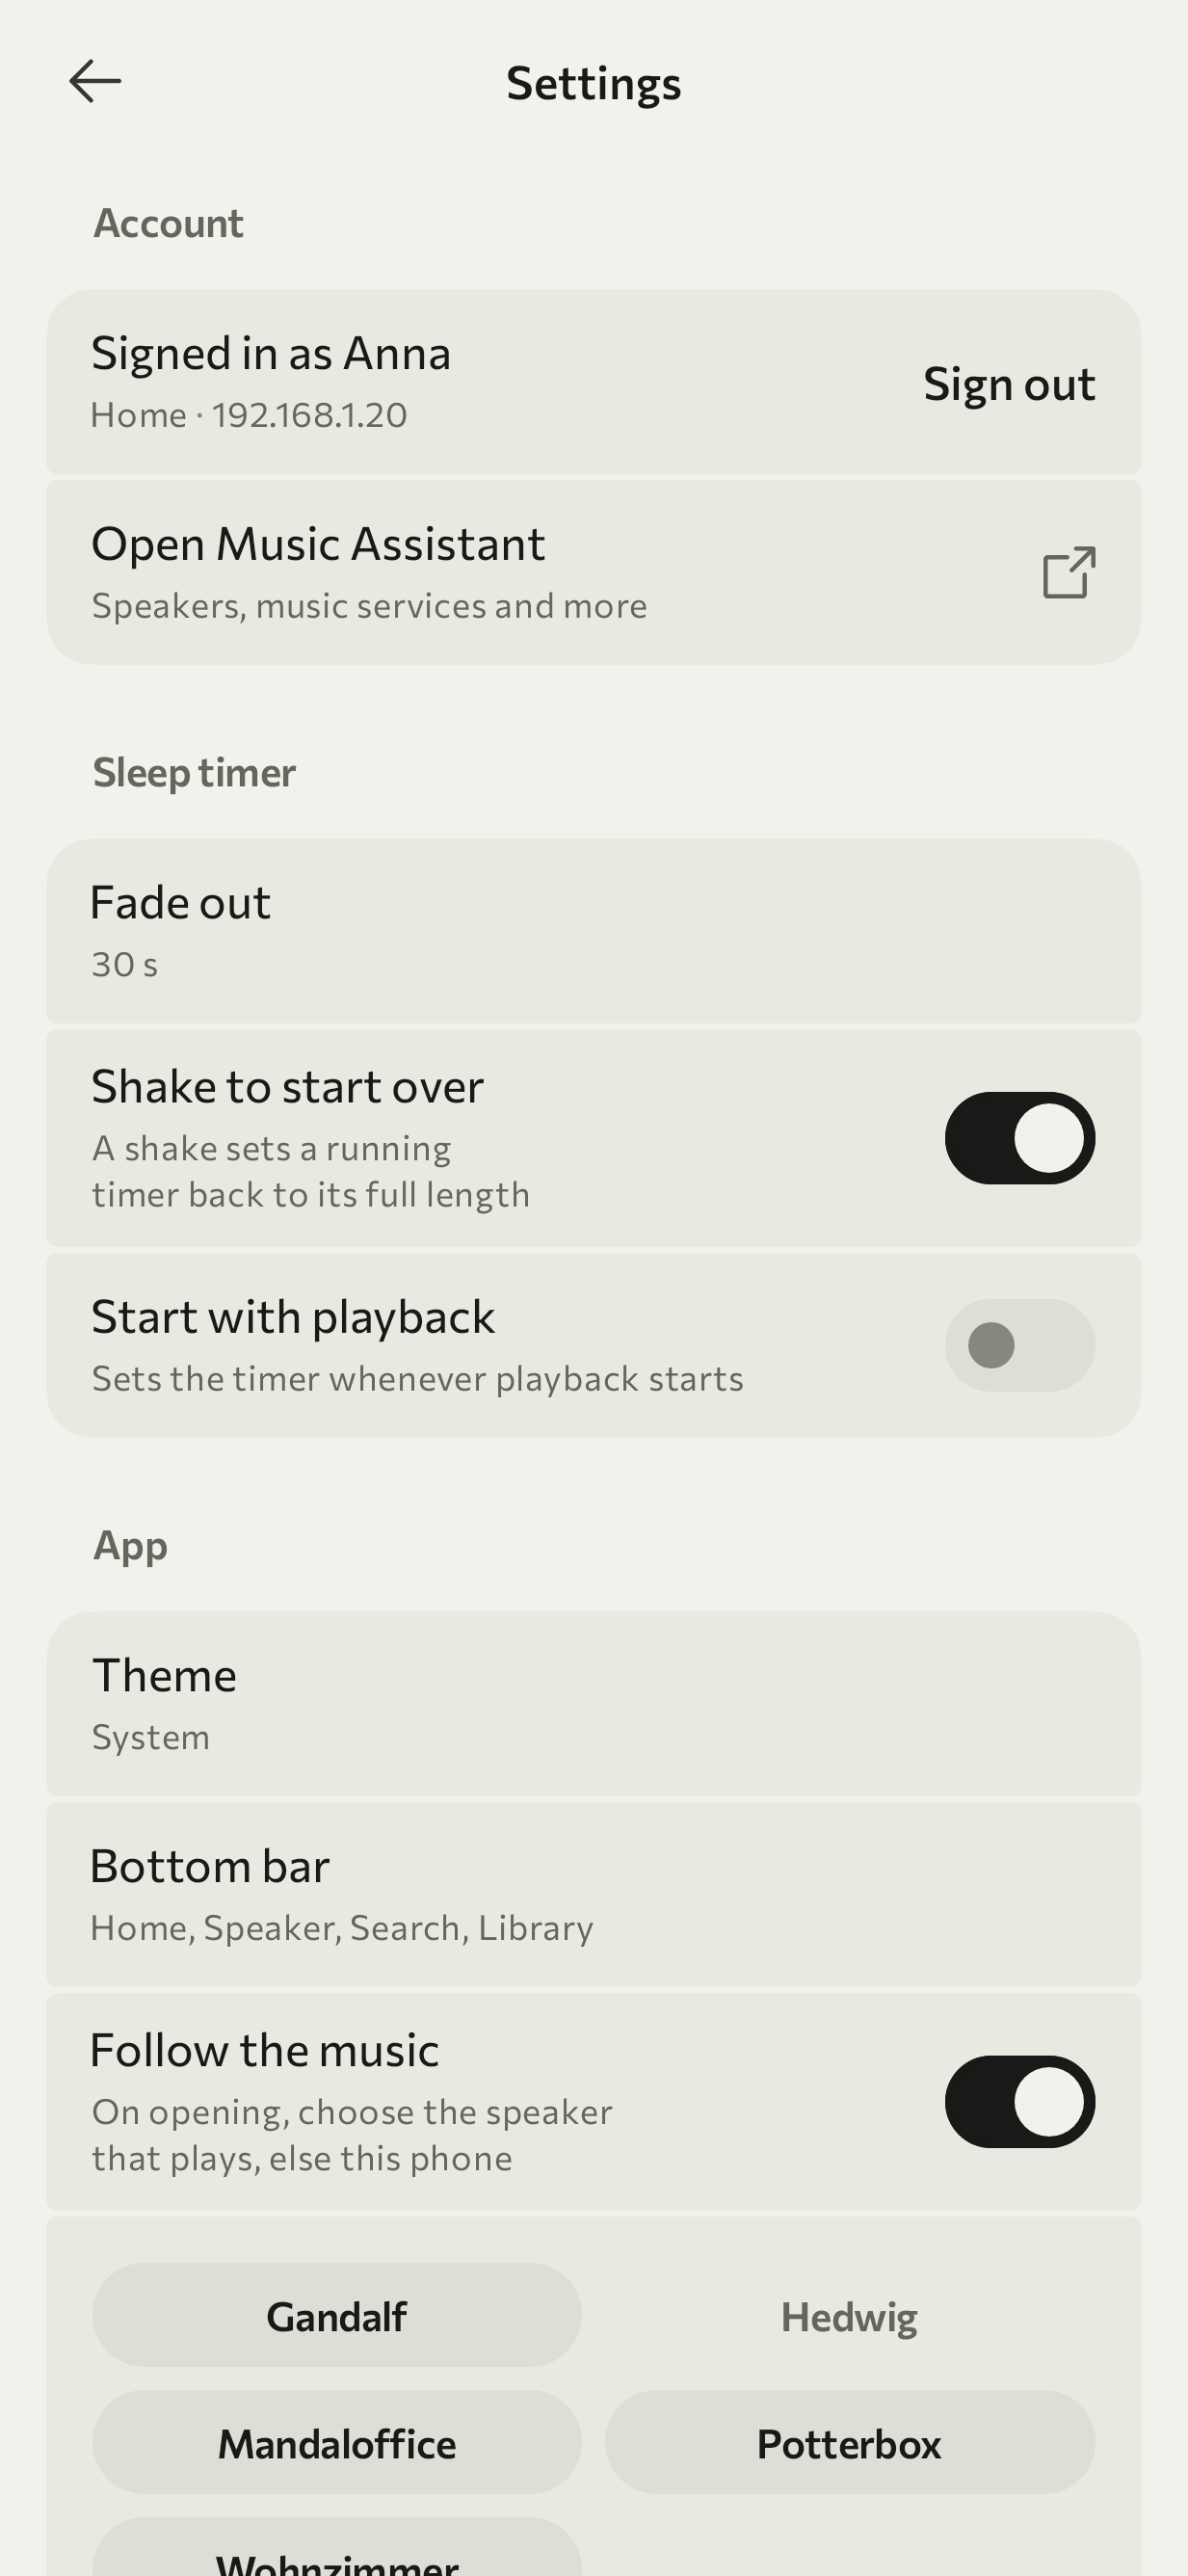 Settings
Account
Signed in as Anna
Home · 192.168.1.20
Sign out
Open Music Assistant
Speakers, music services and more
Sleep timer
Fade out
30 s
Shake to start over
A shake sets a running
timer back to its full length
Start with playback
Sets the timer whenever playback starts
App
Theme
System
Bottom bar
Home, Speaker, Search, Library
Follow the music
On opening, choose the speaker
that plays, else this phone
Gandalf
Hedwig
Mandaloffice
Potterbox
Wohnzimmer